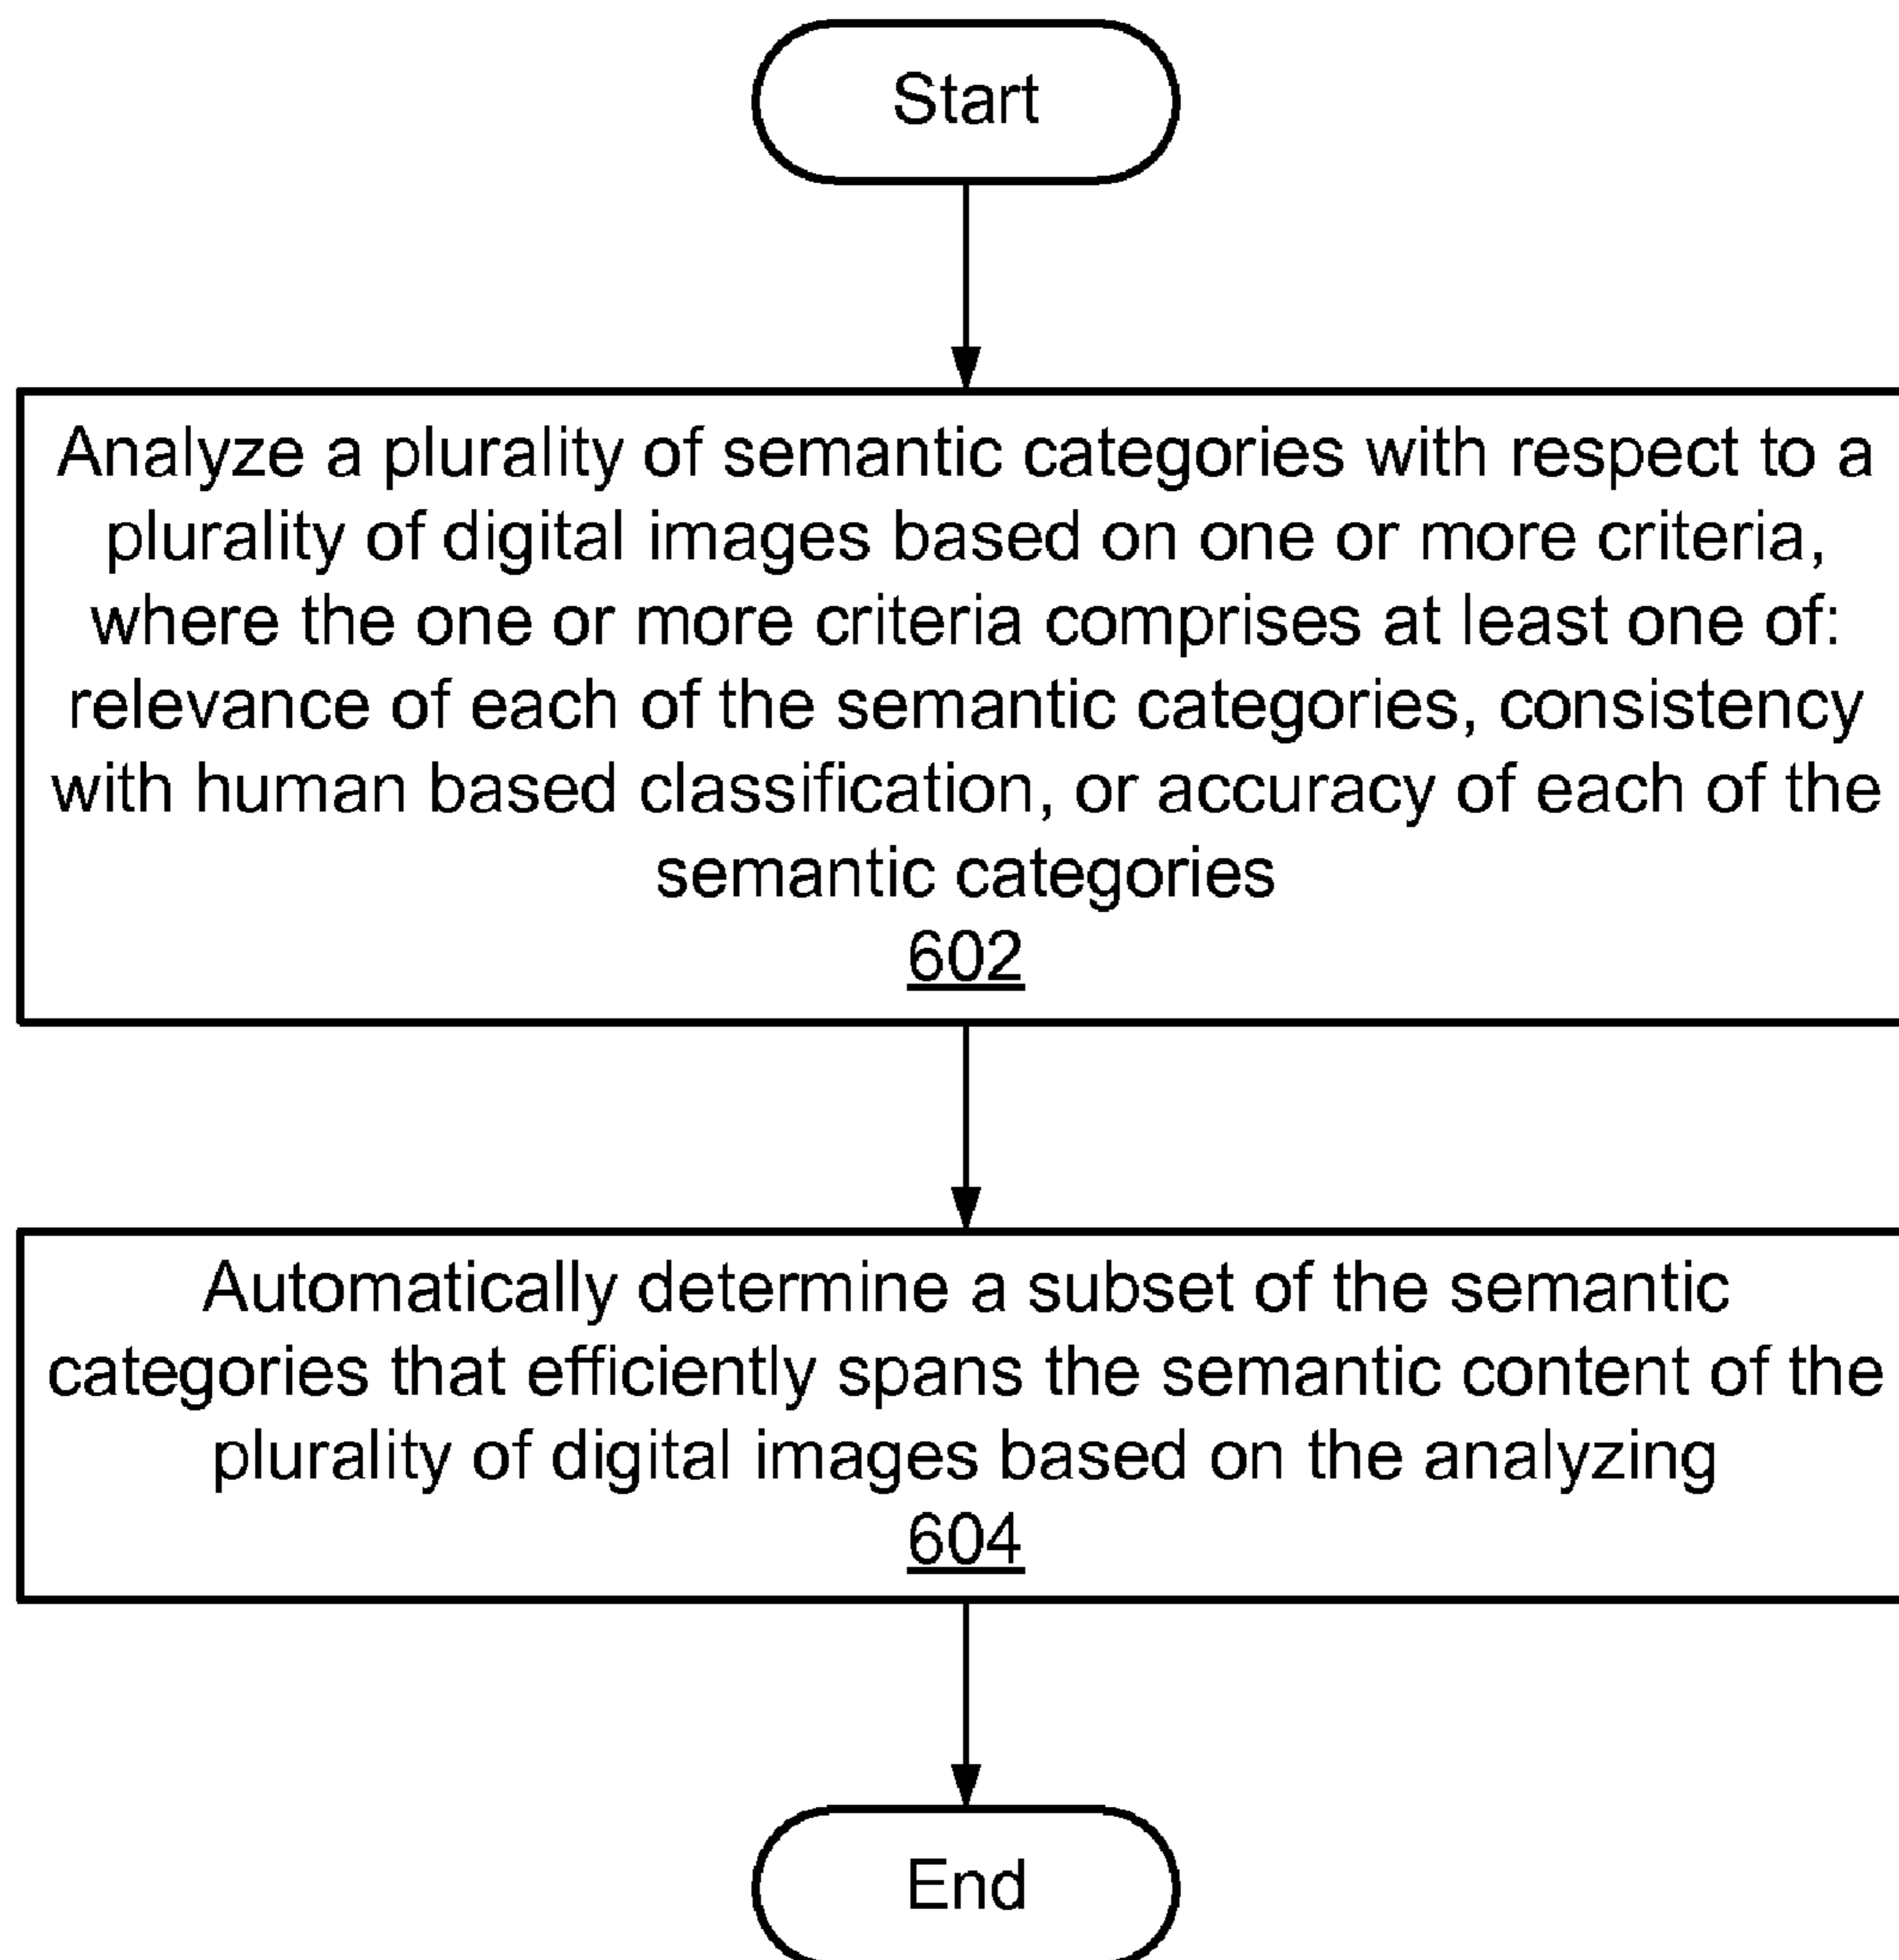 Start
Analyze a plurality of semantic categories with respect to a
plurality of digital images based on one or more criteria,
where the one or more criteria comprises at least one of:
relevance of each of the semantic categories, consistency
with human based classification, or accuracy of each of the
semantic categories
602
Automatically determine a subset of the semantic
categories that efficiently spans the semantic content of the
plurality of digital images based on the analyzing
604
End